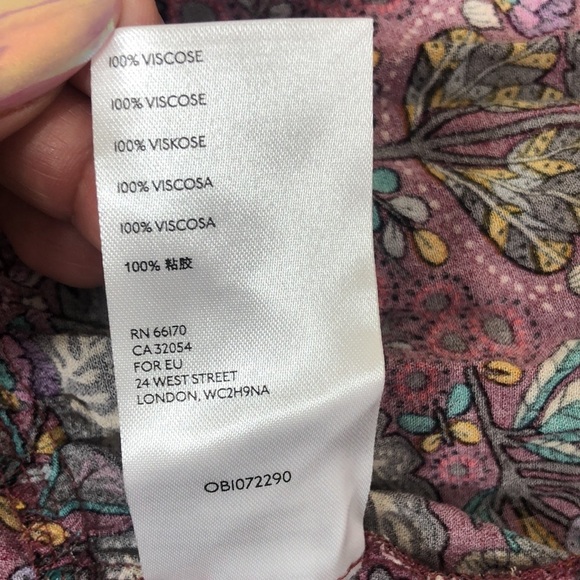 100% VISCOSE
100% VISCOSE
100% VISKOSE
100% VISCOSA
100% VISCOSA
100% 粘胶
RN 66170
CA 32054
FOR EU
24 WEST STREET
LONDON, WC2H9NA
OB1072290